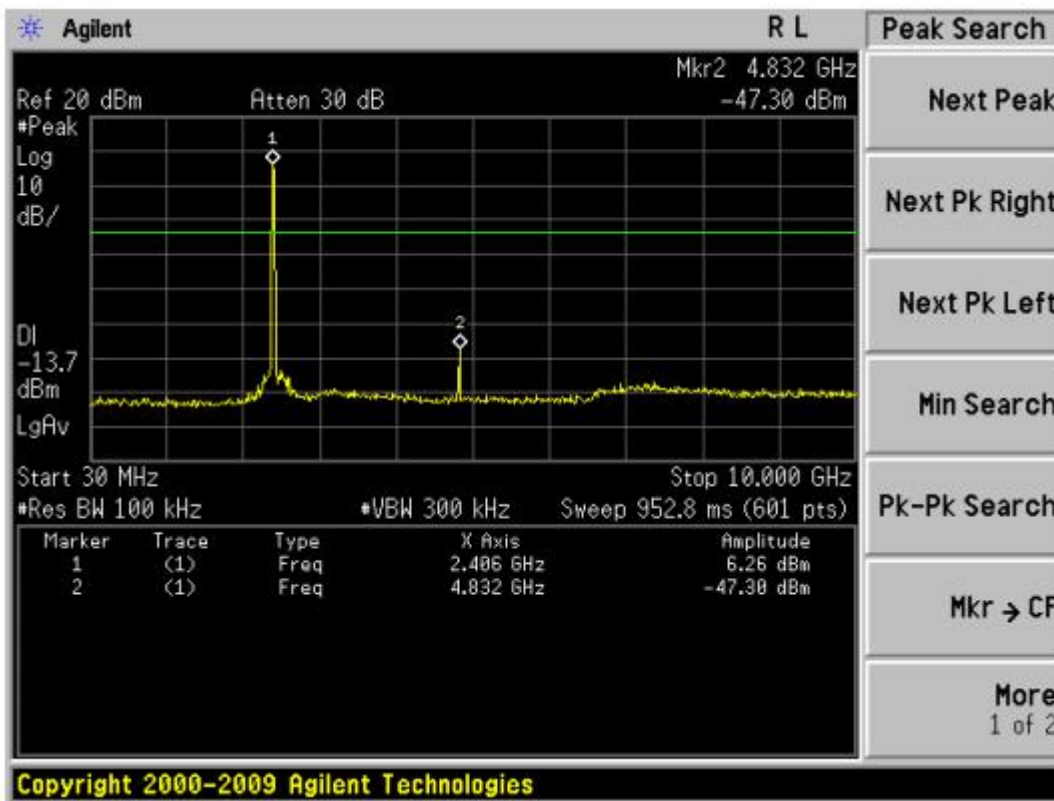 Agilent R L Peak Search
Mkr2 4.832 GHz
Ref 20 dBm Atten 30 dB -47.30 dBm
#Peak
Log
10
dB/
1
2
DI
-13.7
dBm
LgAv
Start 30 MHz Stop 10.000 GHz
#Res BW 100 kHz #VBW 300 kHz Sweep 952.8 ms (601 pts)
Marker Trace Type X Axis Amplitude
1 (1) Freq 2.406 GHz 6.26 dBm
2 (1) Freq 4.832 GHz -47.30 dBm
Next Peak
Next Pk Right
Next Pk Left
Min Search
Pk-Pk Search
Mkr → CF
More
1 of 2
Copyright 2000-2009 Agilent Technologies